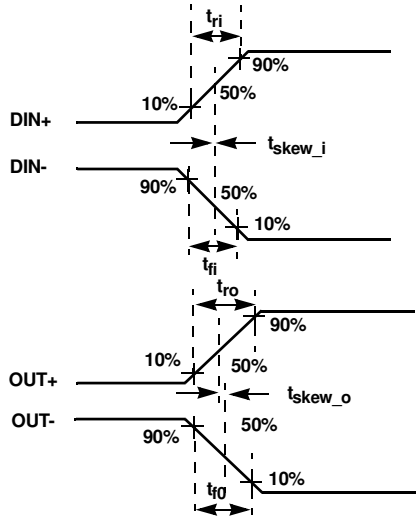 tri
90%
10%
50%
DIN+
tskew_i
DIN-
90%
50%
10%
tfi
tro
90%
10%
50%
OUT+
tskew_o
OUT-
50%
90%
10%
tf0